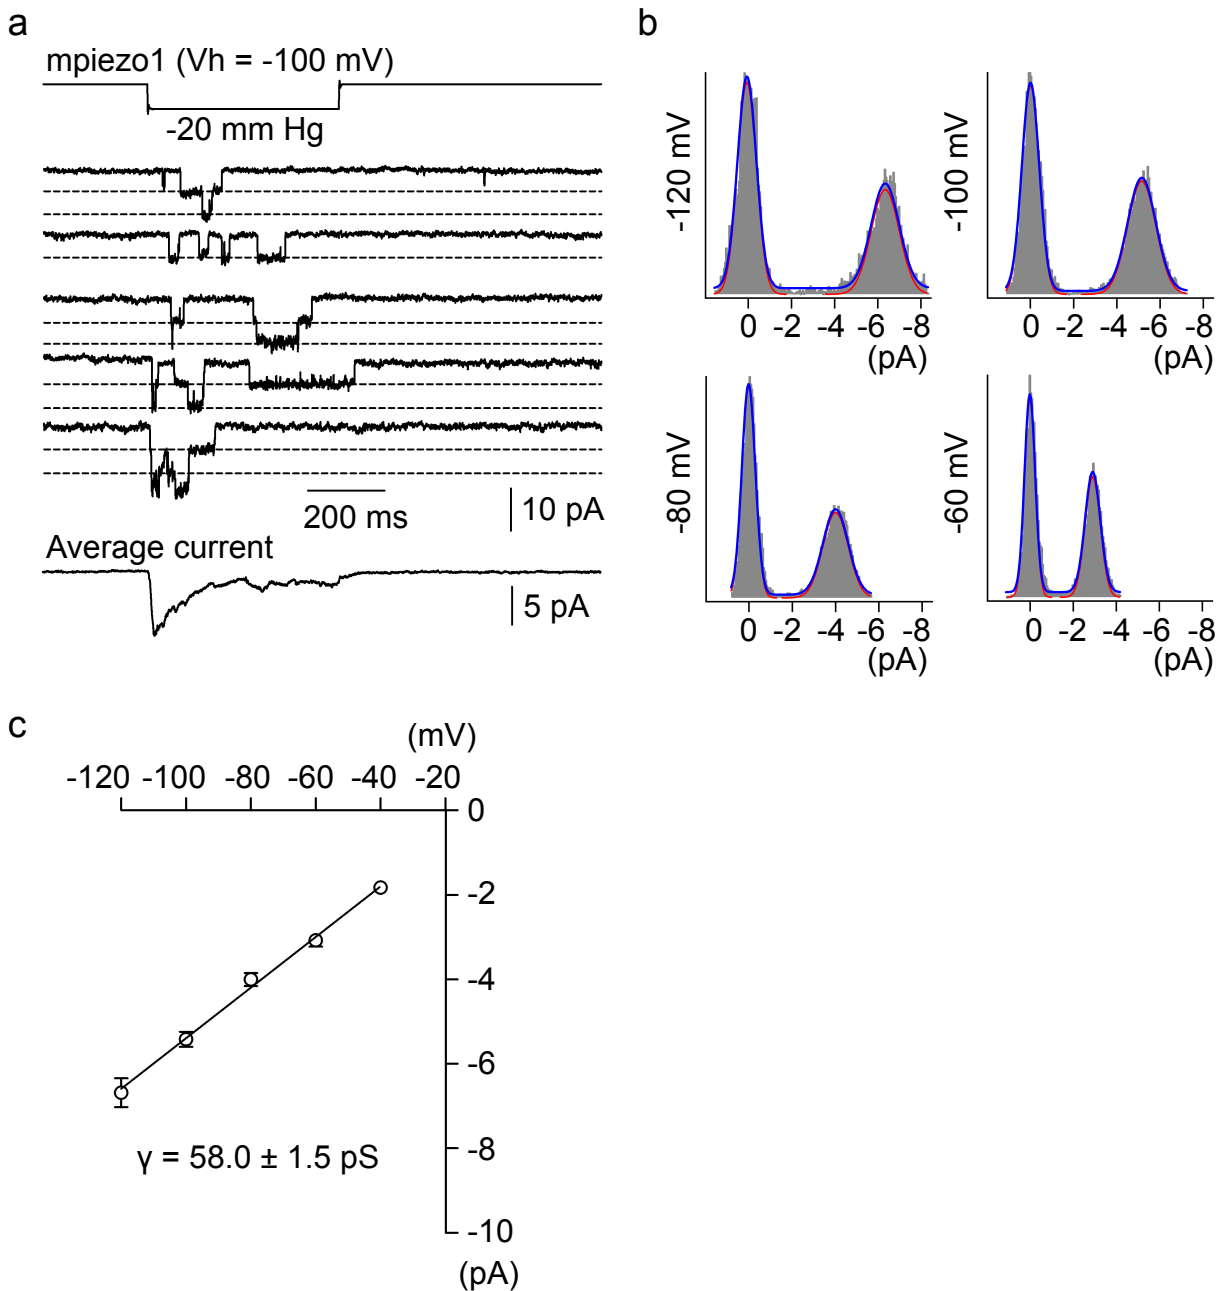 a
mpiezo1 (Vh = -100 mV)
-20 mm Hg
200 ms
10 pA
Average current
5 pA
b
-120 mV
0 -2 -4 -6 -8
(pA)
-100 mV
0 -2 -4 -6 -8
(pA)
-80 mV
0 -2 -4 -6 -8
(pA)
-60 mV
0 -2 -4 -6 -8
(pA)
c
(mV)
-120 -100 -80 -60 -40 -20
0
-2
-4
-6
-8
-10
(pA)
γ = 58.0 ± 1.5 pS